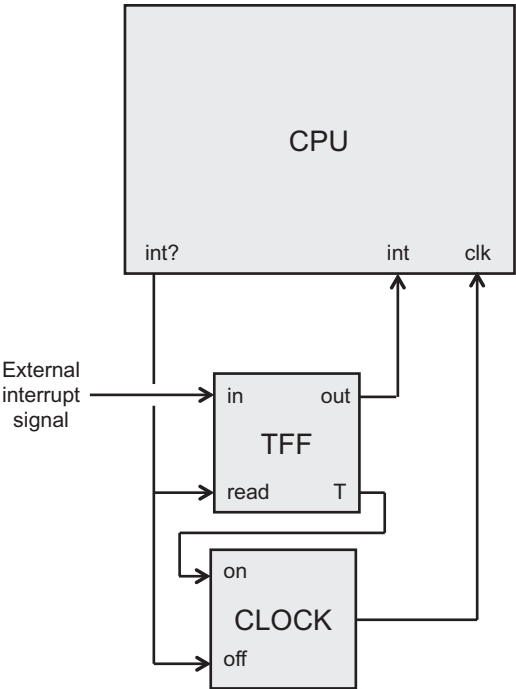 CPU
int?
int
clk
External
interrupt
signal
in
out
TFF
read
T
on
CLOCK
off